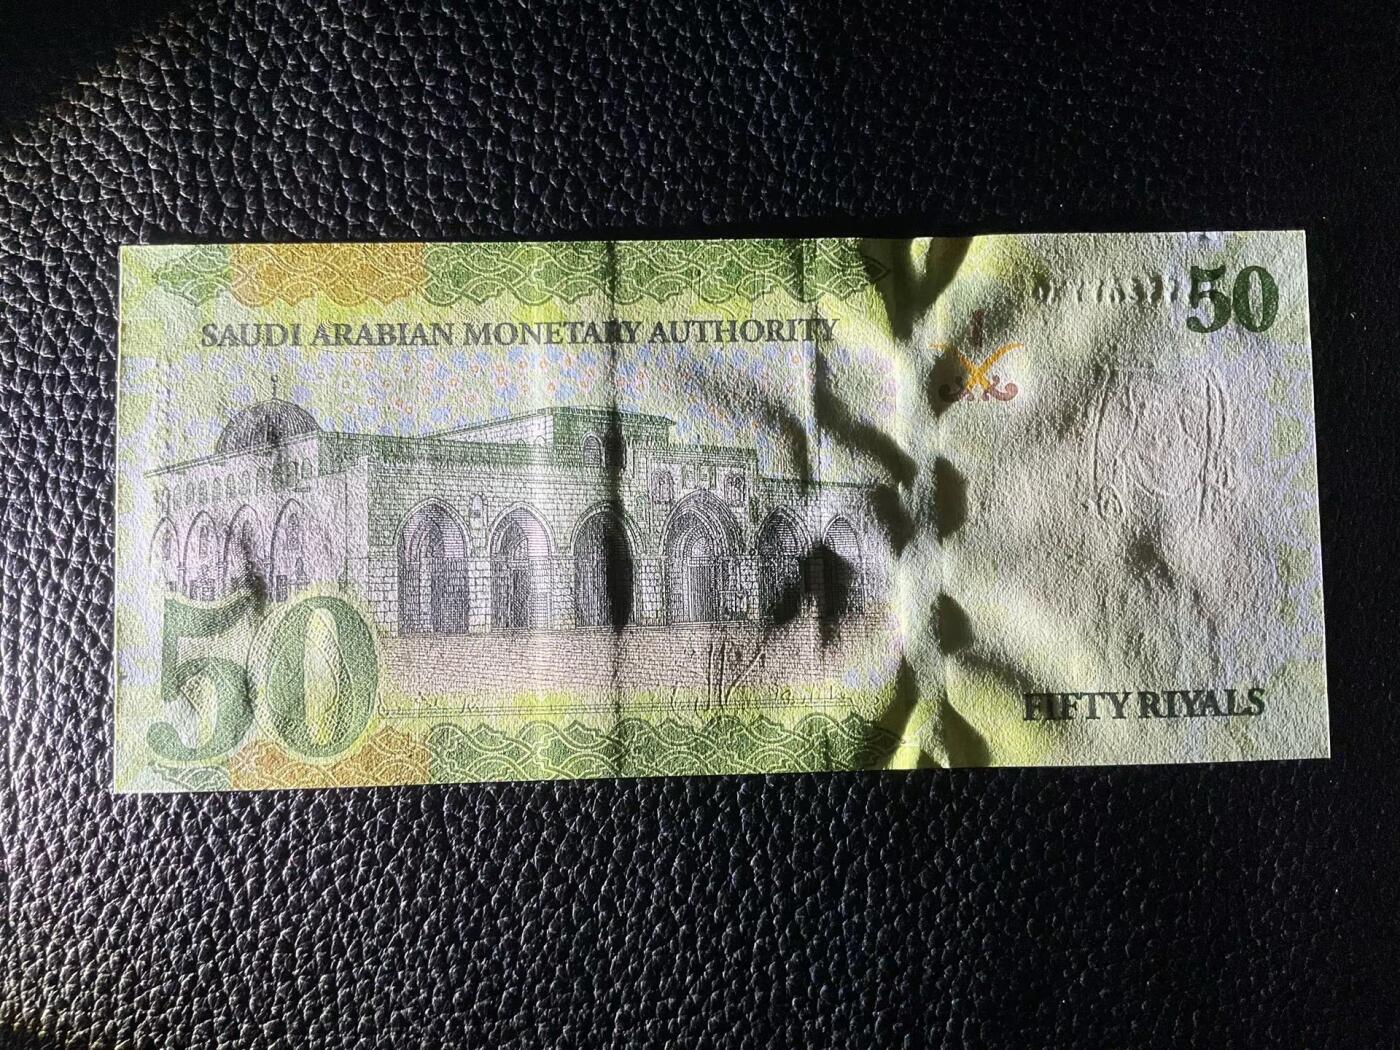 50
SAUDI ARABIAN MONETARY AUTHORITY
50
FIFTY RIYALS